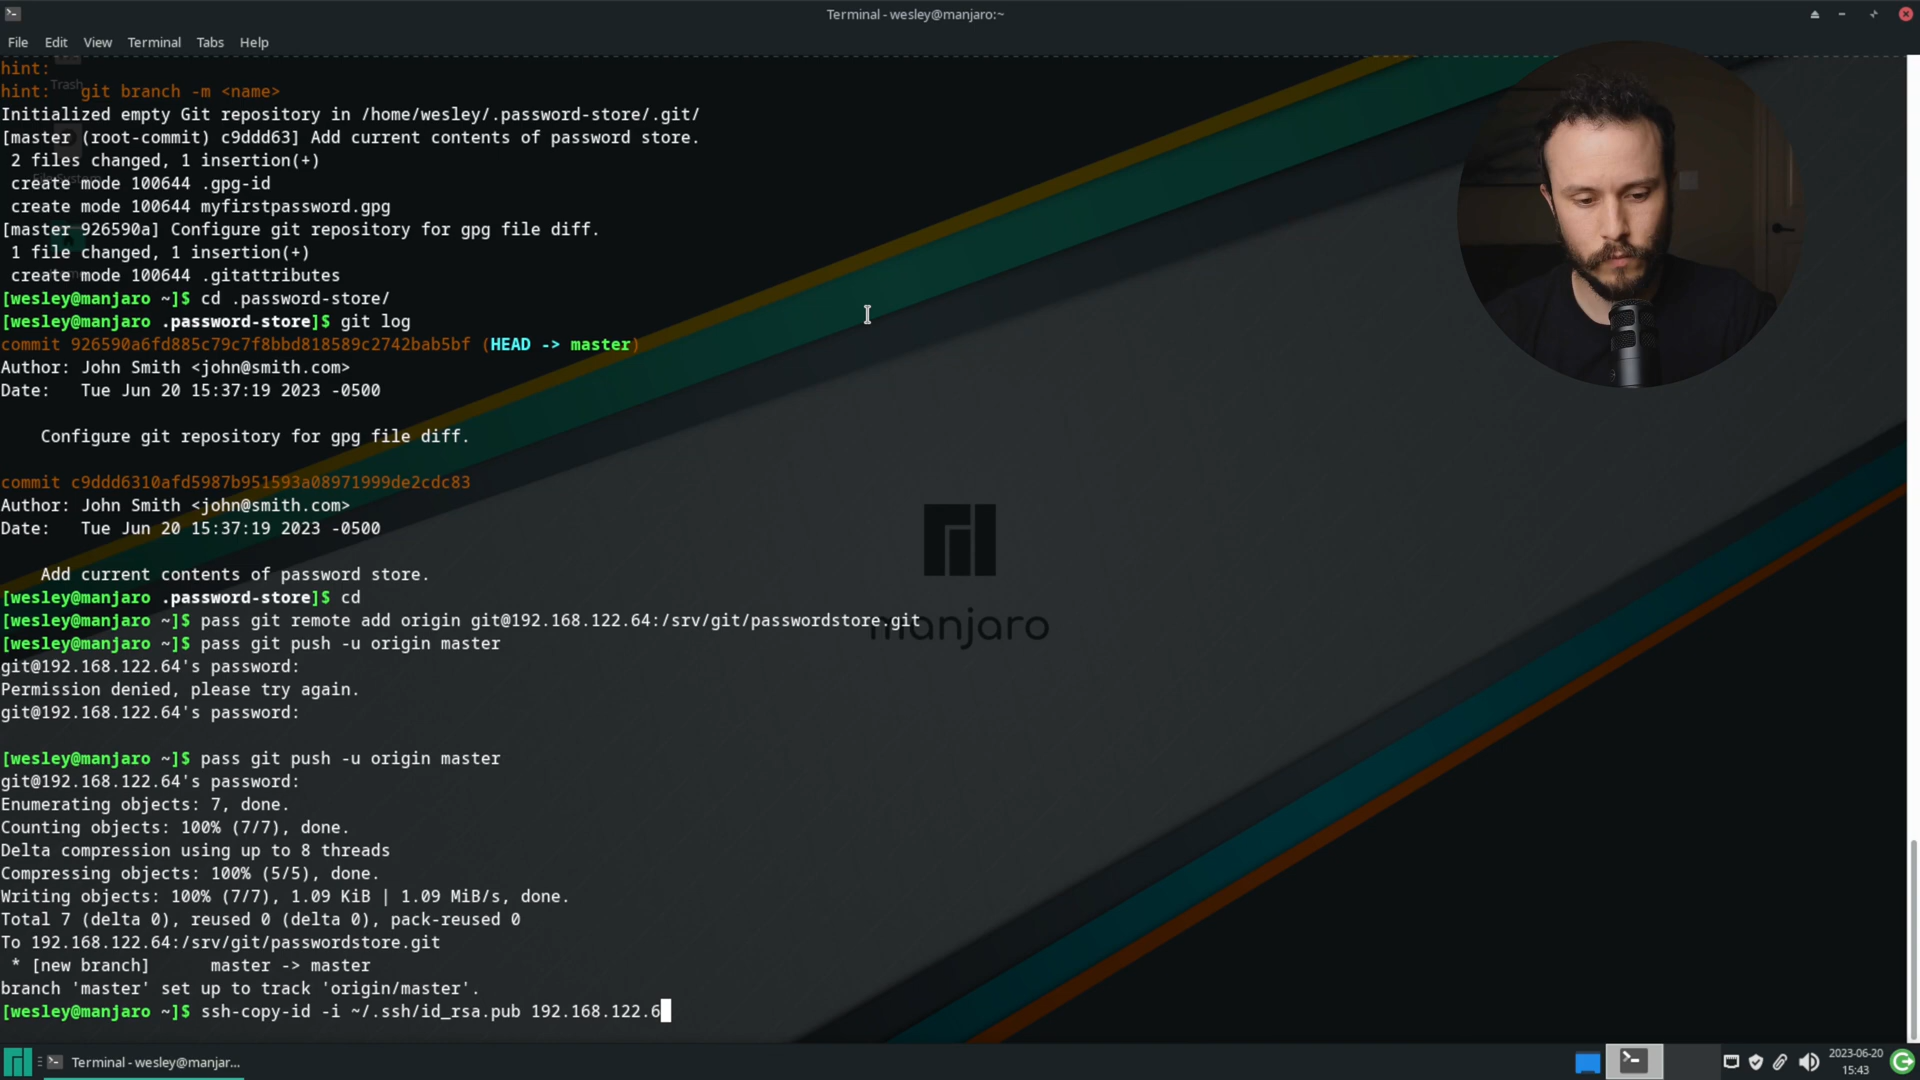 Terminal - wesley@manjaro:~
File Edit View Terminal Tabs Help
hint:
Trash
hint:   git branch -m <name>
Initialized empty Git repository in /home/wesley/.password-store/.git/
[master (root-commit) c9ddd63] Add current contents of password store.
 2 files changed, 1 insertion(+)
 create mode 100644 .gpg-id
File System
 create mode 100644 myfirstpassword.gpg
[master 926590a] Configure git repository for gpg file diff.
 1 file changed, 1 insertion(+)
 create mode 100644 .gitattributes
[wesley@manjaro ~]$ cd .password-store/
[wesley@manjaro .password-store]$ git log
commit 926590a6fd885c79c7f8bbd818589c2742bab5bf (HEAD -> master)
Author: John Smith <john@smith.com>
Date:   Tue Jun 20 15:37:19 2023 -0500
    Configure git repository for gpg file diff.
commit c9ddd6310afd5987b951593a08971999de2cdc83
Author: John Smith <john@smith.com>
Date:   Tue Jun 20 15:37:19 2023 -0500
    Add current contents of password store.
[wesley@manjaro .password-store]$ cd
[wesley@manjaro ~]$ pass git remote add origin git@192.168.122.64:/srv/git/passwordstore.git
manjaro
[wesley@manjaro ~]$ pass git push -u origin master
git@192.168.122.64's password:
Permission denied, please try again.
git@192.168.122.64's password:
[wesley@manjaro ~]$ pass git push -u origin master
git@192.168.122.64's password:
Enumerating objects: 7, done.
Counting objects: 100% (7/7), done.
Delta compression using up to 8 threads
Compressing objects: 100% (5/5), done.
Writing objects: 100% (7/7), 1.09 KiB | 1.09 MiB/s, done.
Total 7 (delta 0), reused 0 (delta 0), pack-reused 0
To 192.168.122.64:/srv/git/passwordstore.git
 * [new branch]      master -> master
branch 'master' set up to track 'origin/master'.
[wesley@manjaro ~]$ ssh-copy-id -i ~/.ssh/id_rsa.pub 192.168.122.6
Terminal - wesley@manjar...
2023-06-20
15:43